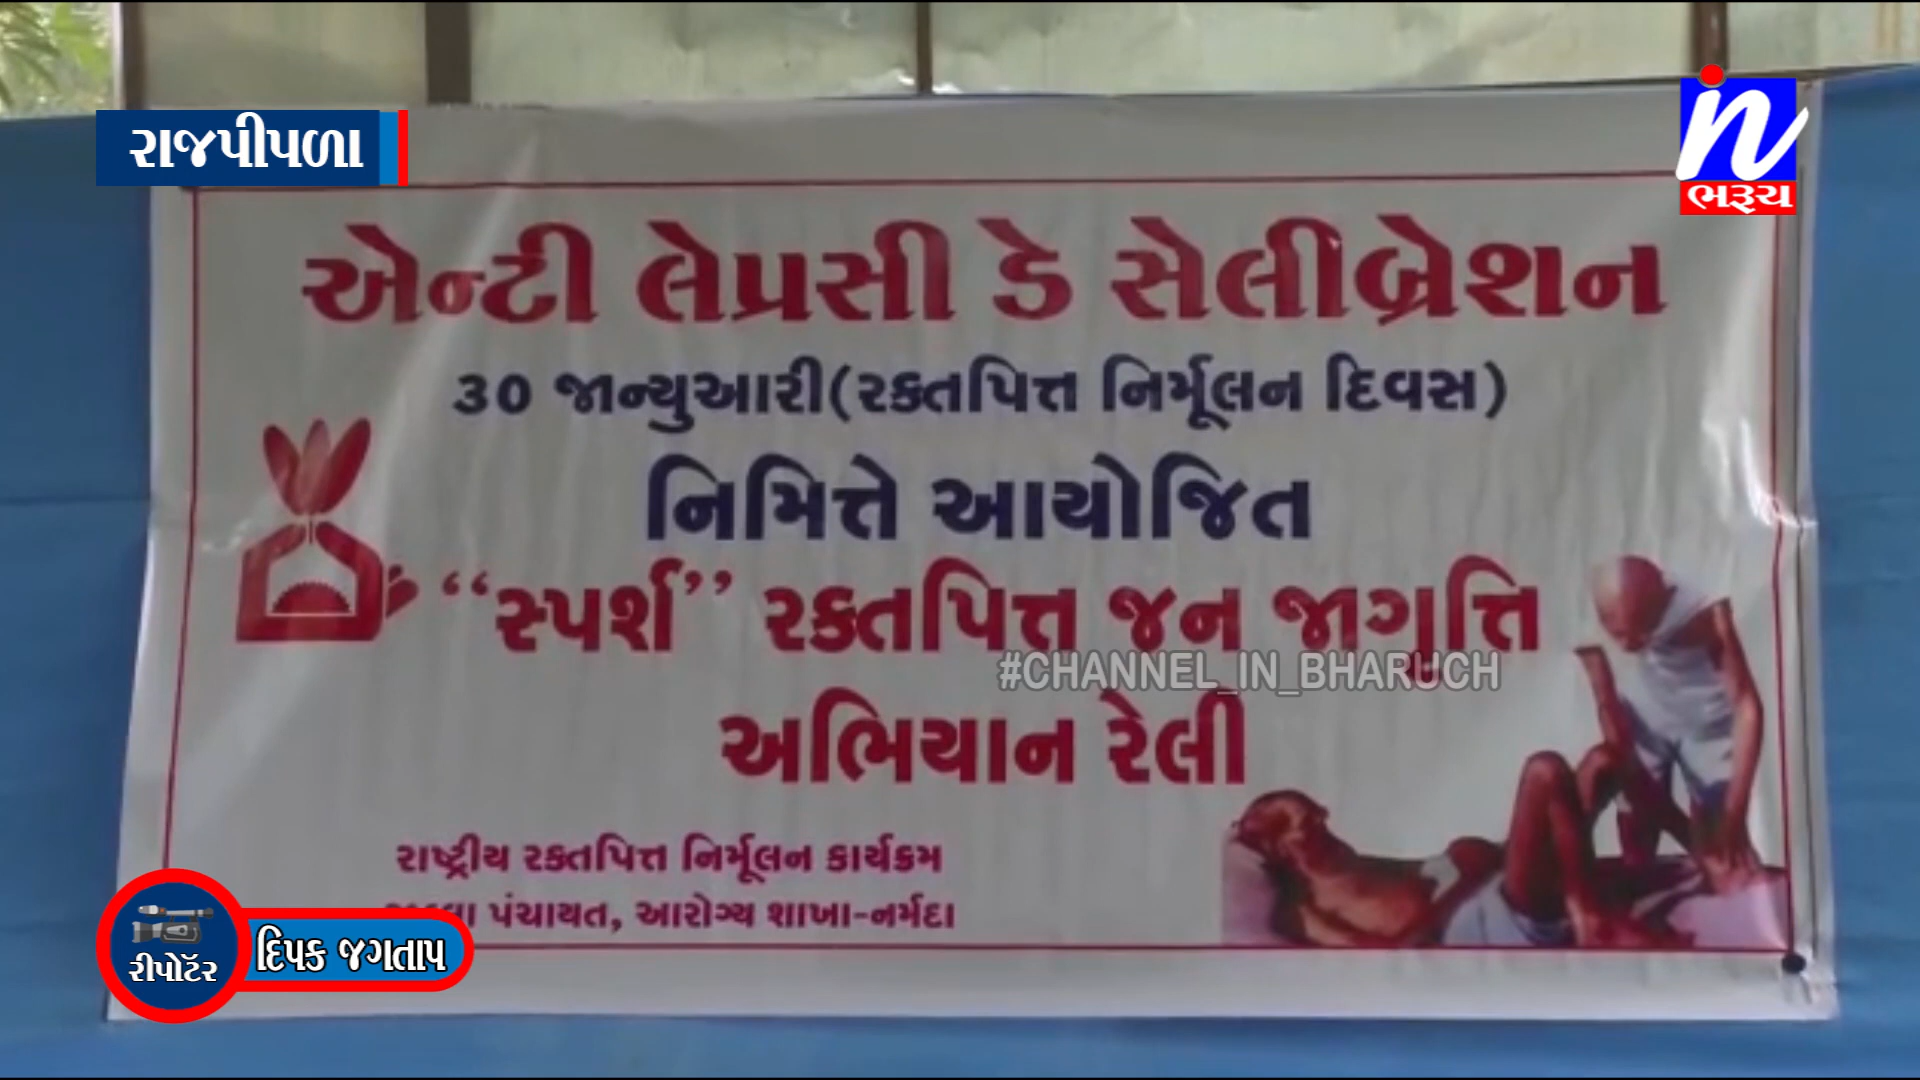 રાજપીપળા
in
ભરૂચ
એન્ટી લેપ્રસી ડે સેલીબ્રેશન
30 જાન્યુઆરી(રક્તપિત્ત નિર્મૂલન દિવસ)
નિમિત્તે આયોજિત
“સ્પર્શ” રક્તપિત્ત જન જાગૃત્તિ
#CHANNEL_IN_BHARUCH
અભિયાન રેલી
રાષ્ટ્રીય રક્તપિત્ત નિર્મૂલન કાર્યક્રમ
પંચાયત, આરોગ્ય શાખા-નર્મદા
રીપોર્ટર
દિપક જગતાપ